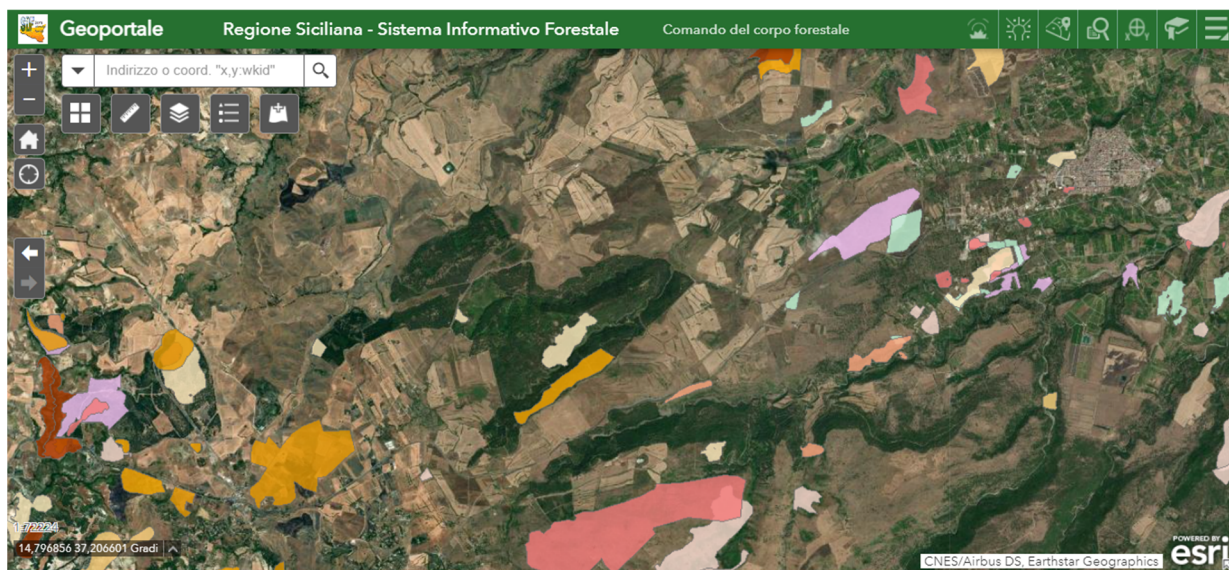 SIF
Geoportale
Regione Siciliana - Sistema Informativo Forestale
Comando del corpo forestale
Indirizzo o coord. "x,y:wkid"
1:72224
14,796856 37,206601 Gradi
CNES/Airbus DS, Earthstar Geographics
POWERED BY
esri